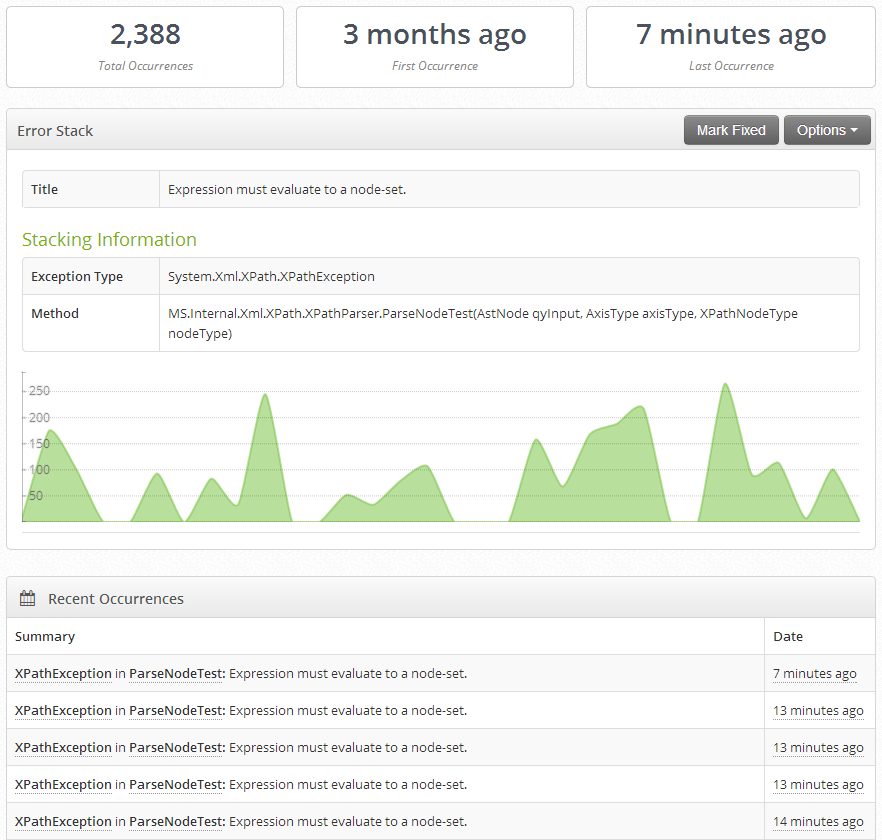 2,388
Total Occurrences
3 months ago
First Occurrence
7 minutes ago
Last Occurrence
Error Stack
Mark Fixed
Options
Title
Expression must evaluate to a node-set.
Stacking Information
Exception Type
System.Xml.XPath.XPathException
Method
MS.Internal.Xml.XPath.XPathParser.ParseNodeTest(AstNode qyInput, AxisType axisType, XPathNodeType
nodeType)
250
200
150
100
50
Recent Occurrences
Summary
Date
XPathException in ParseNodeTest: Expression must evaluate to a node-set.
7 minutes ago
XPathException in ParseNodeTest: Expression must evaluate to a node-set.
13 minutes ago
XPathException in ParseNodeTest: Expression must evaluate to a node-set.
13 minutes ago
XPathException in ParseNodeTest: Expression must evaluate to a node-set.
13 minutes ago
XPathException in ParseNodeTest: Expression must evaluate to a node-set.
14 minutes ago